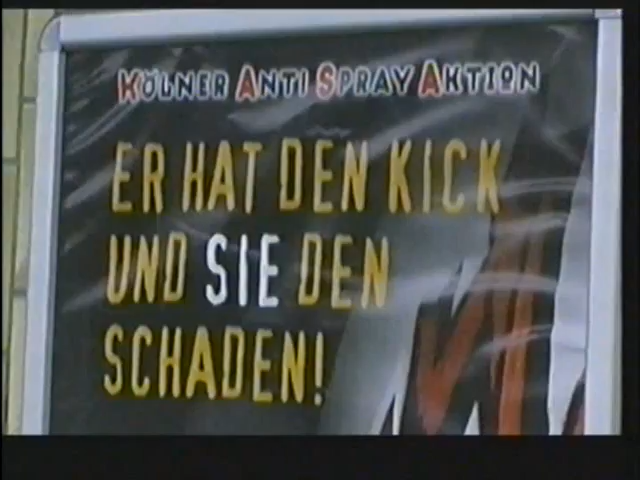 KÖLNER ANTI SPRAY AKTION
ER HAT DEN KICK
UND SIE DEN
SCHADEN!